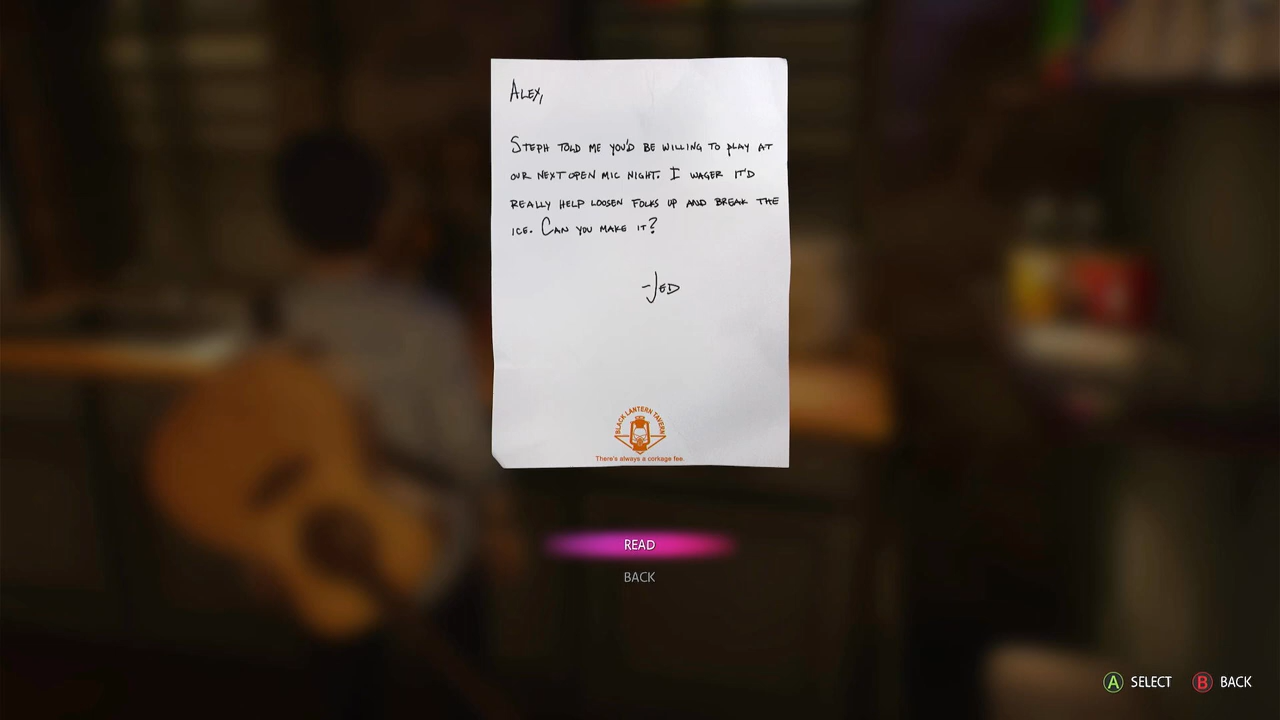 ALEX,
STEPH TOLD ME YOU'D BE WILLING TO PLAY AT
OUR NEXT OPEN MIC NIGHT. I WAGER IT'D
REALLY HELP LOOSEN FOLKS UP AND BREAK THE
ICE. CAN YOU MAKE IT?
-JED
BLACK LANTERN TAVERN
There's always a corkage fee.
READ
BACK
A SELECT B BACK